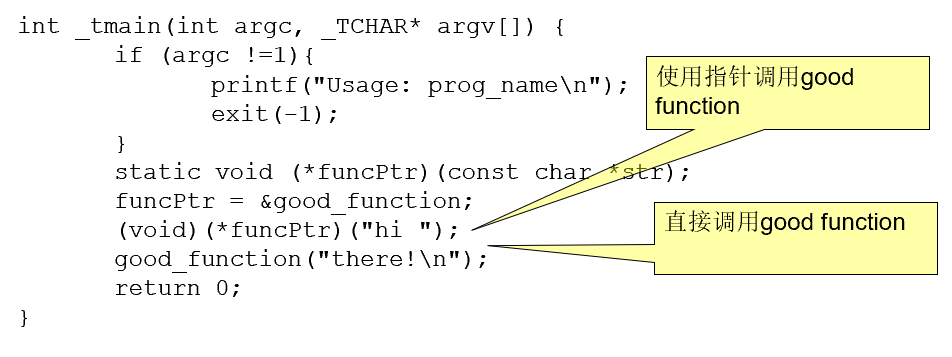 int _tmain(int argc, _TCHAR* argv[]) {
if (argc !=1){
printf("Usage: prog_name\n");
exit(-1);
}
static void (*funcPtr)(const char *str);
funcPtr = &good_function;
(void)(*funcPtr)("hi ");
good_function("there!\n");
return 0;
}
使用指针调用good
function
直接调用good function